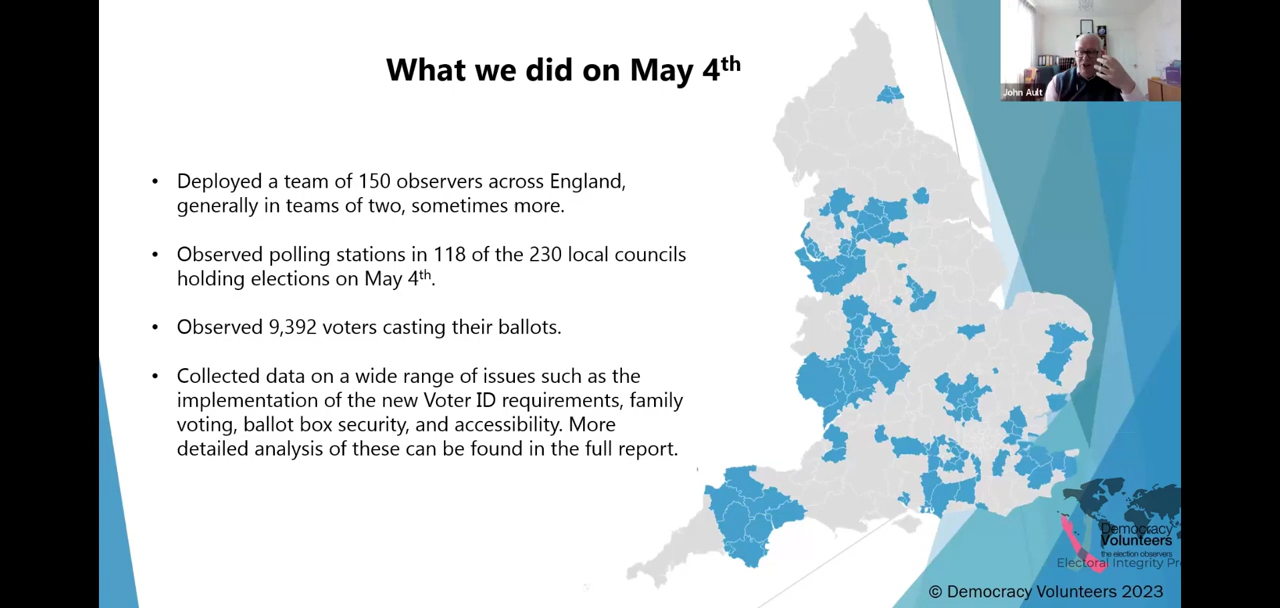 What we did on May 4th
John Ault
• Deployed a team of 150 observers across England,
generally in teams of two, sometimes more.
• Observed polling stations in 118 of the 230 local councils
holding elections on May 4th.
• Observed 9,392 voters casting their ballots.
• Collected data on a wide range of issues such as the
implementation of the new Voter ID requirements, family
voting, ballot box security, and accessibility. More
detailed analysis of these can be found in the full report.
Democracy
Volunteers
the election observers
Electoral Integrity Pr
© Democracy Volunteers 2023